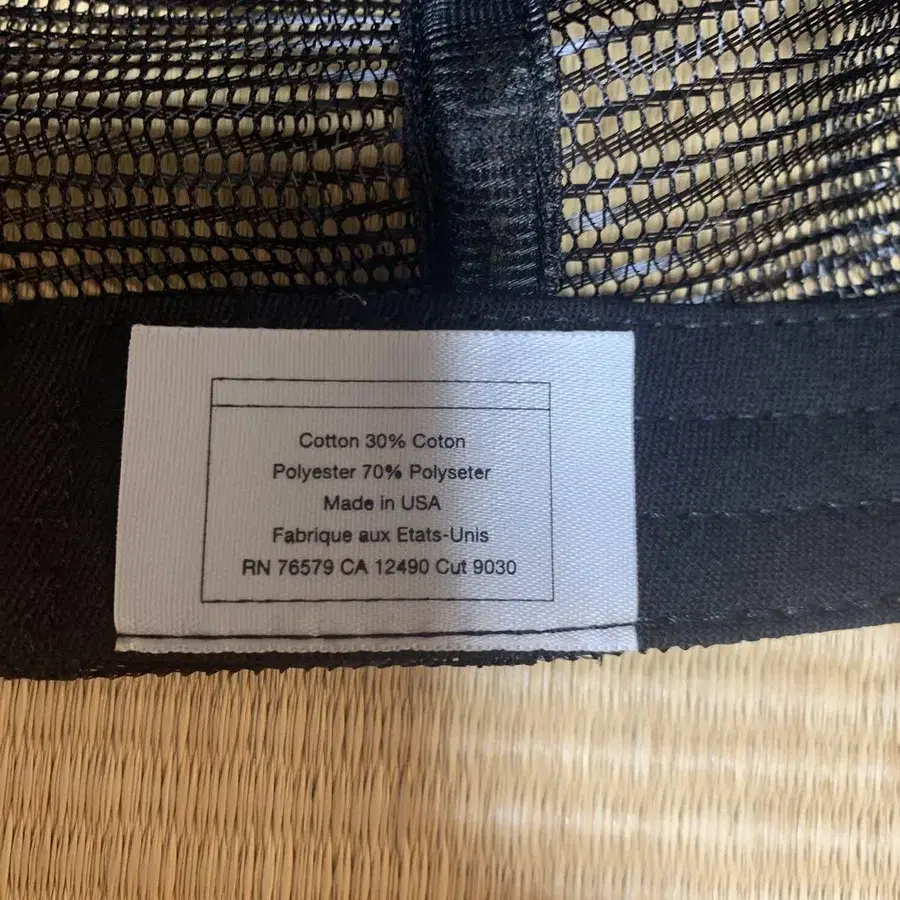 Cotton 30% Coton
Polyester 70% Polyseter
Made in USA
Fabrique aux Etats-Unis
RN 76579 CA 12490 Cut 9030